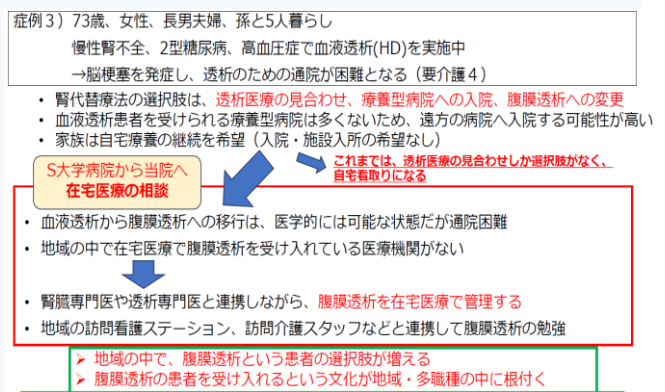 症例3）73歳、女性、長男夫婦、孫と5人暮らし
慢性腎不全、2型糖尿病、高血圧症で血液透析(HD)を実施中
→脳梗塞を発症し、透析のための通院が困難となる（要介護４）
• 腎代替療法の選択肢は、透析医療の見合わせ、療養型病院への入院、腹膜透析への変更
• 血液透析患者を受けられる療養型病院は多くないため、遠方の病院へ入院する可能性が高い
• 家族は自宅療養の継続を希望（入院・施設入所の希望なし）
これまでは、透析医療の見合わせしか選択肢がなく、
自宅看取りになる
S大学病院から当院へ
在宅医療の相談
• 血液透析から腹膜透析への移行は、医学的には可能な状態だが通院困難
• 地域の中で在宅医療で腹膜透析を受け入れている医療機関がない
• 腎臓専門医や透析専門医と連携しながら、腹膜透析を在宅医療で管理する
• 地域の訪問看護ステーション、訪問介護スタッフなどと連携して腹膜透析の勉強
➢ 地域の中で、腹膜透析という患者の選択肢が増える
➢ 腹膜透析の患者を受け入れるという文化が地域・多職種の中に根付く